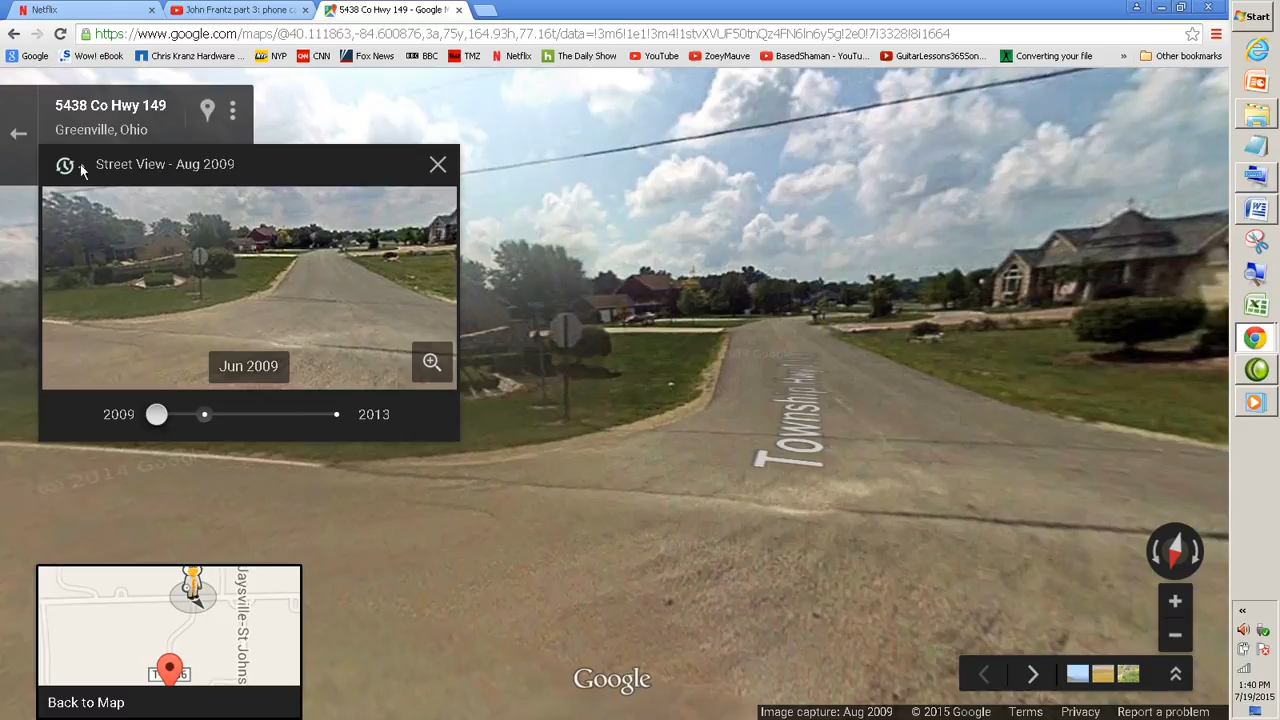 Netflix
John Frantz part 3: phone c
5438 Co Hwy 149 - Google M
https://www.google.com/maps/@40.111863,-84.600876,3a,75y,164.93h,77.16t/data=!3m6!1e1!3m4!1stvXVUF50tnQz4FN6In6y5g!2e0!7i3328!8i1664
Google
Wow! eBook
Chris Kranz Hardware ...
NYP
CNN
Fox News
BBC
TMZ
Netflix
The Daily Show
YouTube
ZoeyMauve
BasedShaman - YouTu...
GuitarLessons365on...
Converting your file
»
Other bookmarks
Start
5438 Co Hwy 149
Greenville, Ohio
Street View - Aug 2009
Jun 2009
2009
2013
Township Hwy
Jaysville-St Johns
Back to Map
Google
Image capture: Aug 2009
© 2015 Google
Terms
Privacy
Report a problem
1:40 PM
7/19/2015